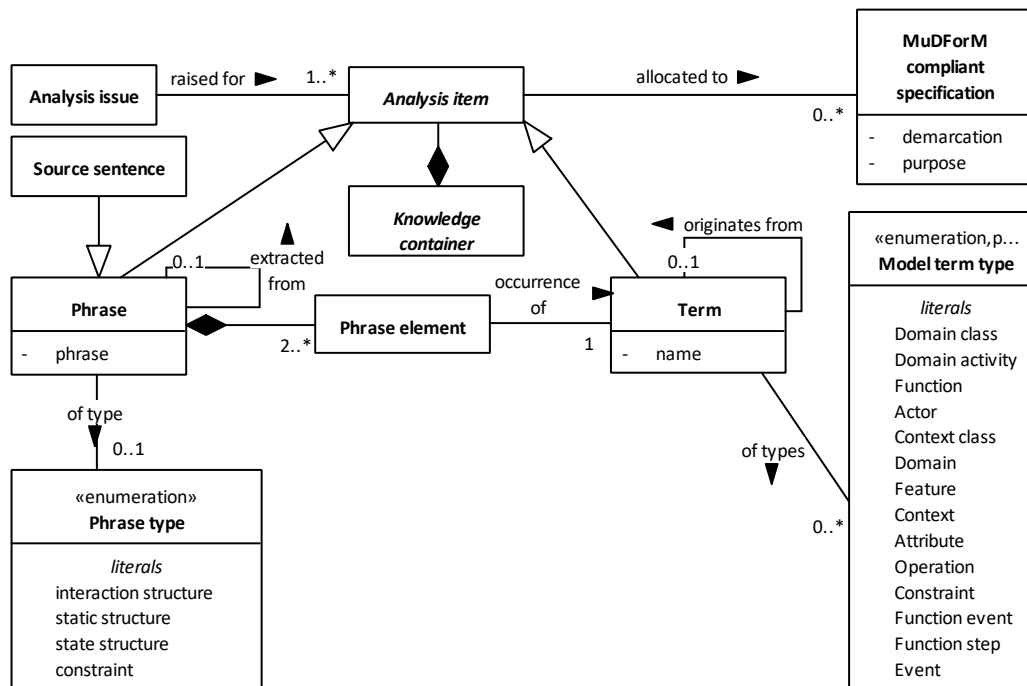 Analysis issue
raised for
1..*
Analysis item
allocated to
0..*
MuDForM
compliant
specification
- demarcation
- purpose
Source sentence
Knowledge
container
extracted
from
0..1
originates from
0..1
Phrase
- phrase
2..*
Phrase element
occurrence
of
1
Term
- name
of type
0..1
«enumeration»
Phrase type
literals
interaction structure
static structure
state structure
constraint
of types
0..*
«enumeration,p...
Model term type
literals
Domain class
Domain activity
Function
Actor
Context class
Domain
Feature
Context
Attribute
Operation
Constraint
Function event
Function step
Event